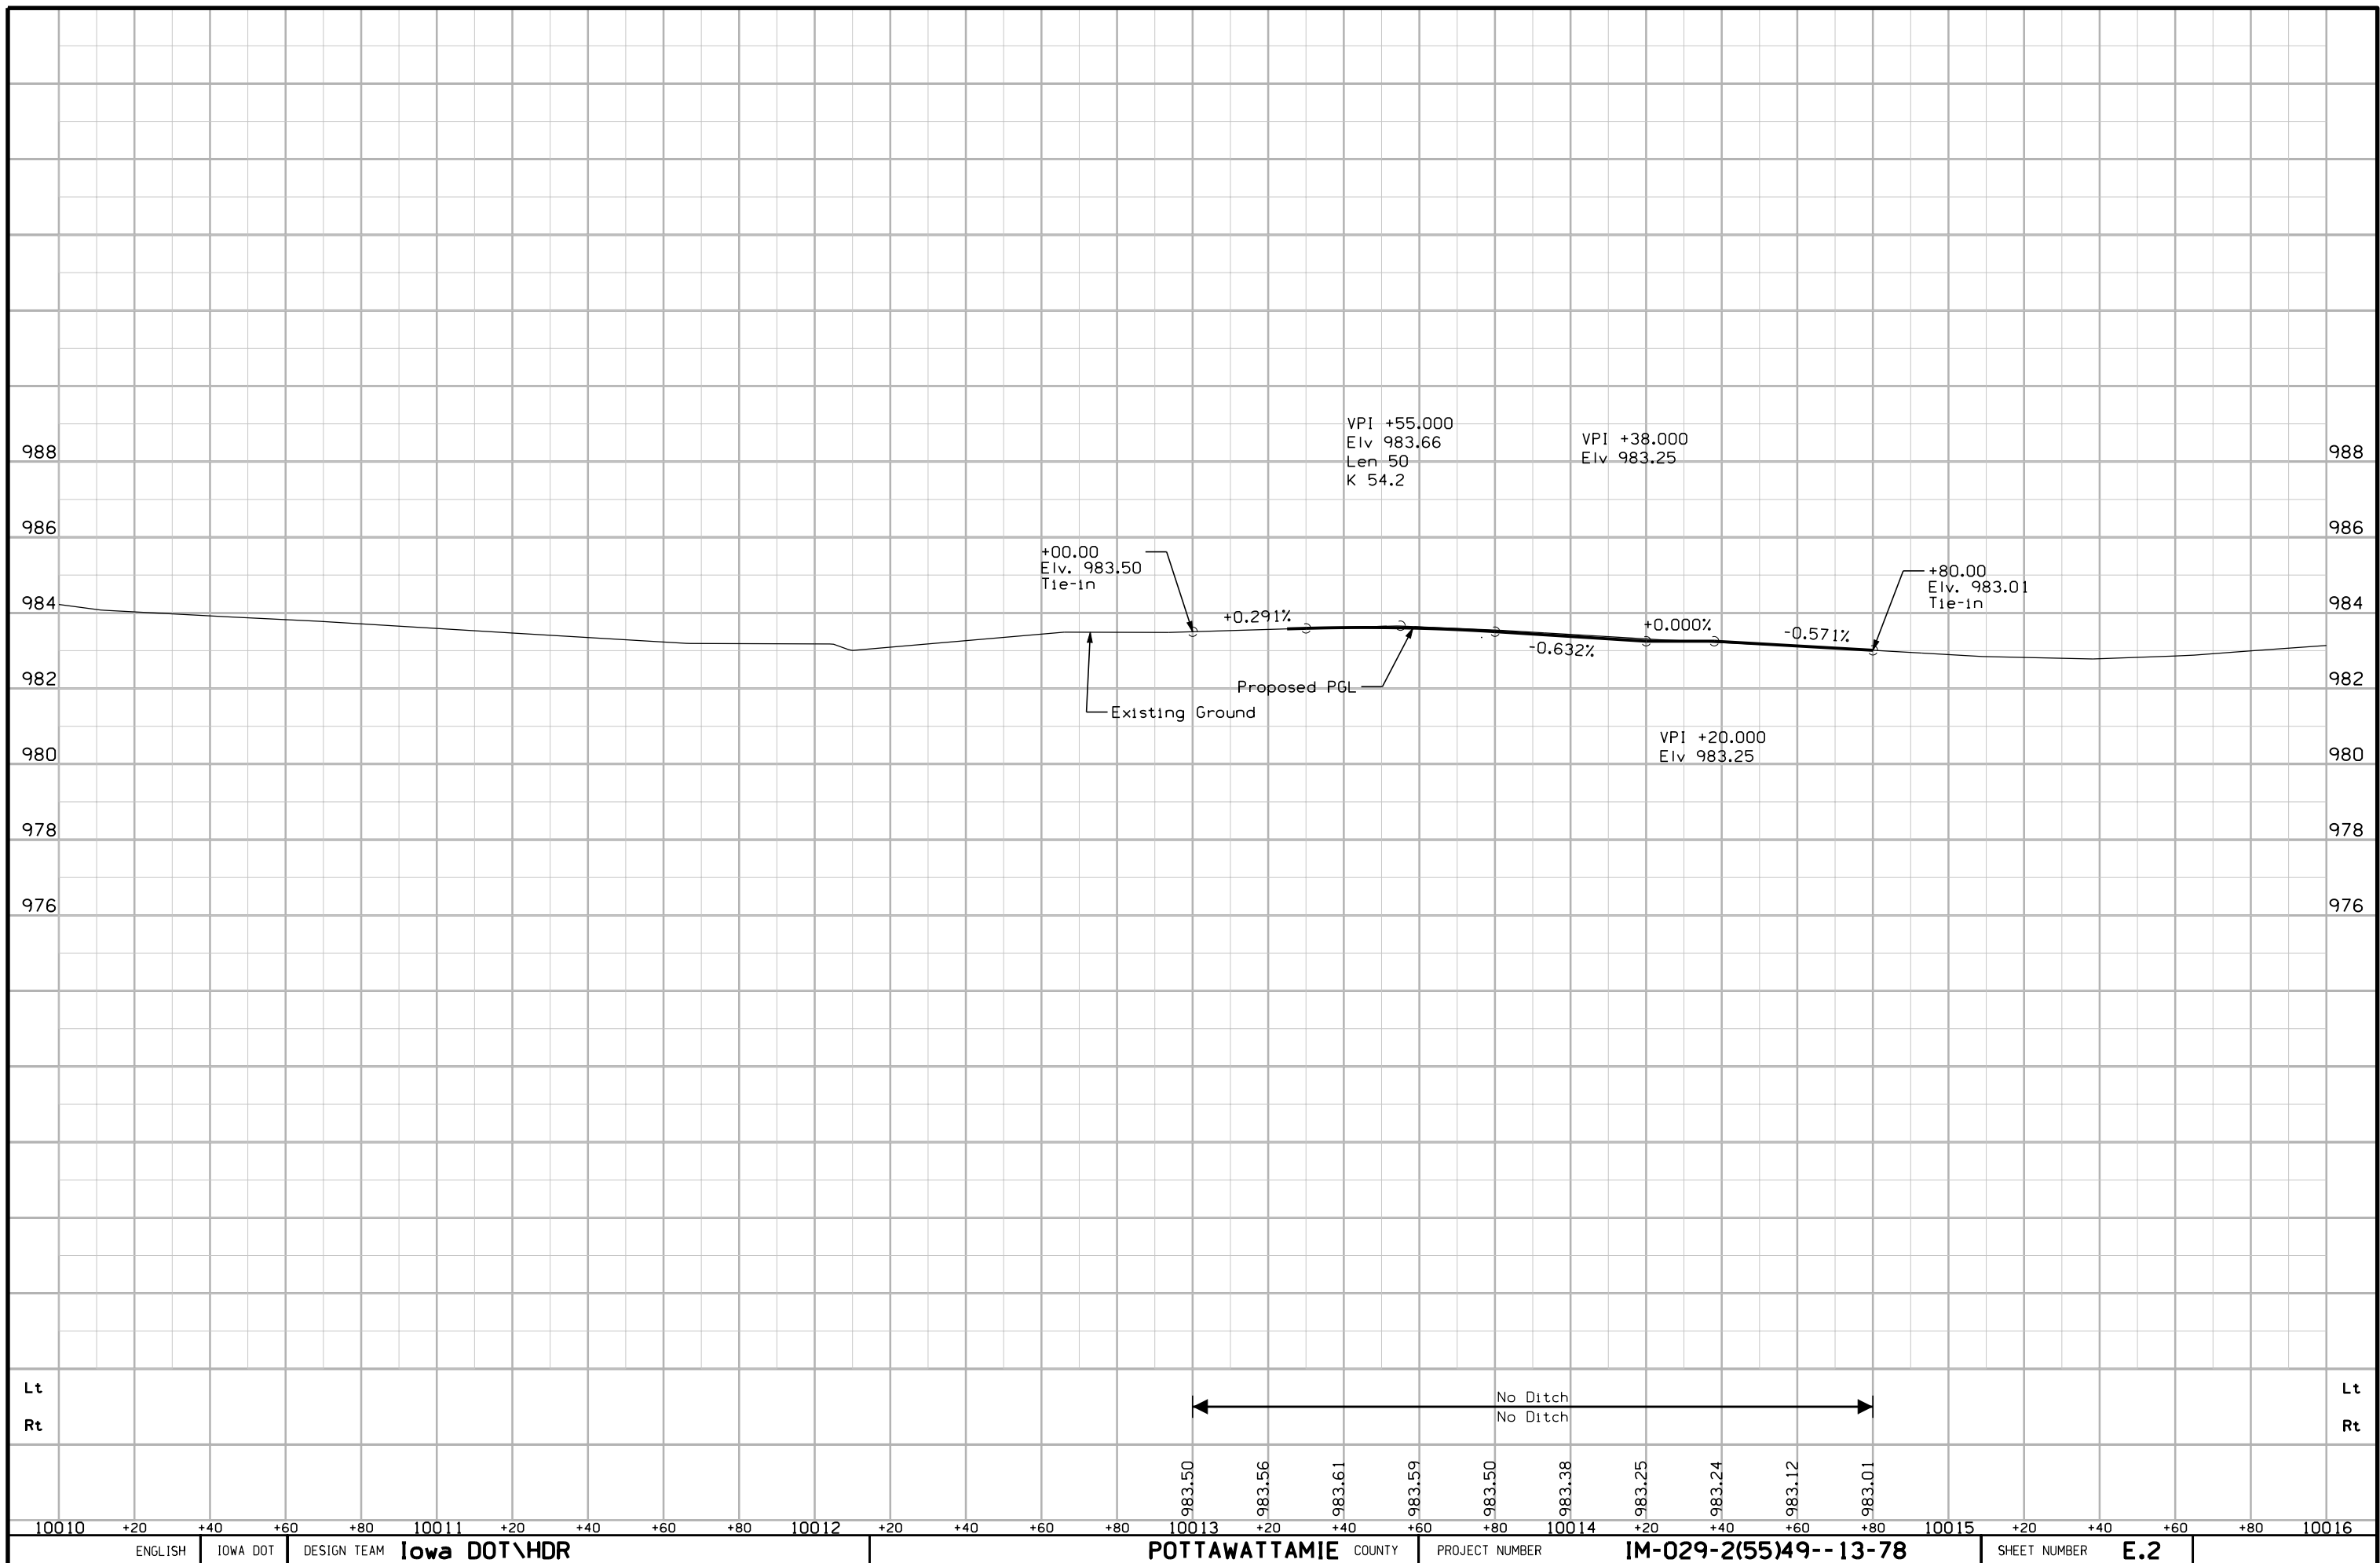 VPI +55.000
Elv 983.66
Len 50
K 54.2
VPI +38.000
Elv 983.25
988
988
986
986
+00.00
Elv. 983.50
Tie-in
+80.00
Elv. 983.01
Tie-in
984
984
+0.291%
+0.000%
-0.571%
-0.632%
982
Proposed PGL
982
Existing Ground
VPI +20.000
Elv 983.25
980
980
978
978
976
976
Lt
No Ditch
Lt
Rt
No Ditch
Rt
983.50
983.56
983.61
983.59
983.50
983.38
983.25
983.24
983.12
983.01
10010 +20 +40 +60 +80 10011 +20 +40 +60 +80 10012 +20 +40 +60 +80 10013 +20 +40 +60 +80 10014 +20 +40 +60 +80 10015 +20 +40 +60 +80 10016
ENGLISH IOWA DOT DESIGN TEAM Iowa DOT\HDR POTTAWATTAMIE COUNTY PROJECT NUMBER IM-029-2(55)49--13-78 SHEET NUMBER E.2